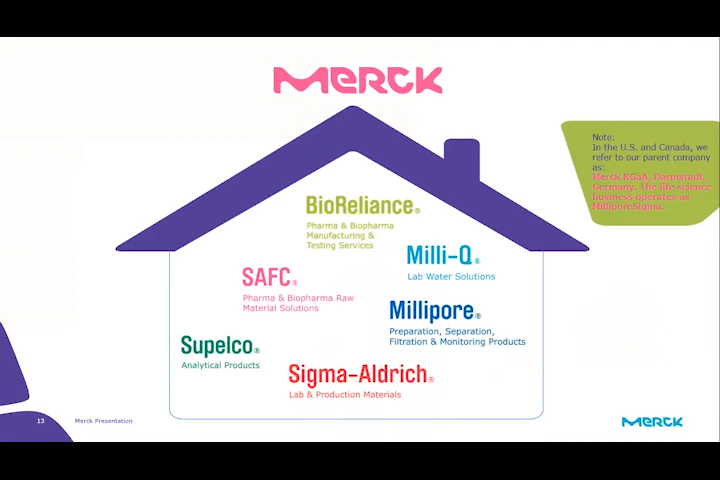 MERCK
Note:
In the U.S. and Canada, we
refer to our parent company
as:
Merck KGaA, Darmstadt,
Germany. The life science
business operates as
MilliporeSigma.
BioReliance®
Pharma & Biopharma
Manufacturing &
Testing Services
Milli-Q®
Lab Water Solutions
SAFC®
Pharma & Biopharma Raw
Material Solutions
Millipore®
Preparation, Separation,
Filtration & Monitoring Products
Supelco®
Analytical Products
Sigma-Aldrich®
Lab & Production Materials
13
Merck Presentation
MERCK